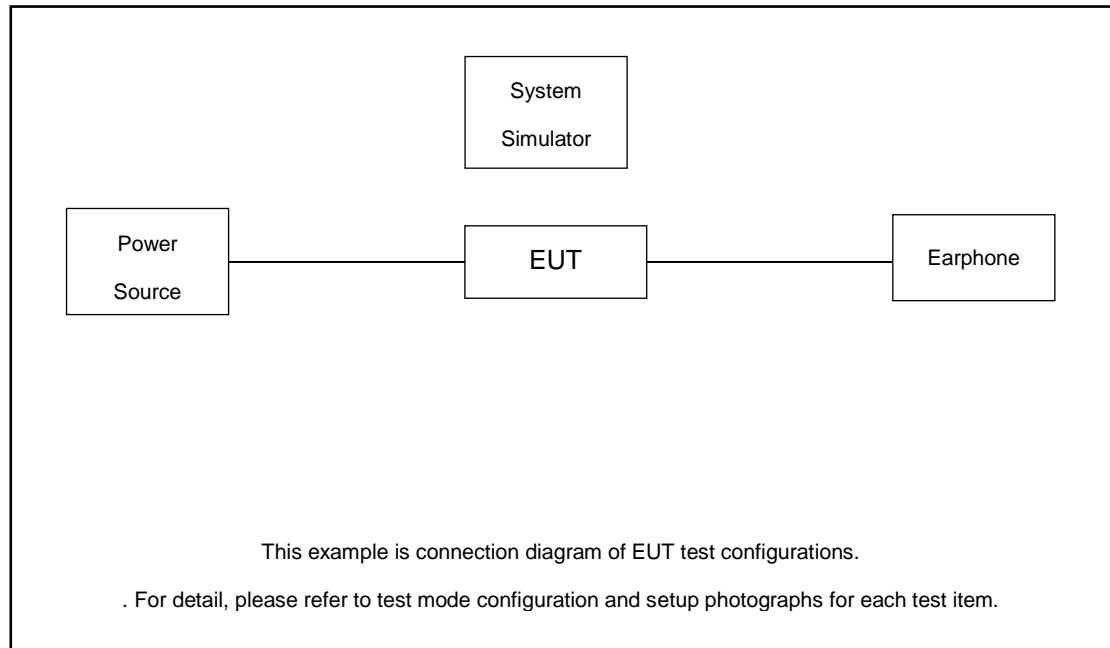 System
Simulator
Power
Source
EUT
Earphone
This example is connection diagram of EUT test configurations.
. For detail, please refer to test mode configuration and setup photographs for each test item.